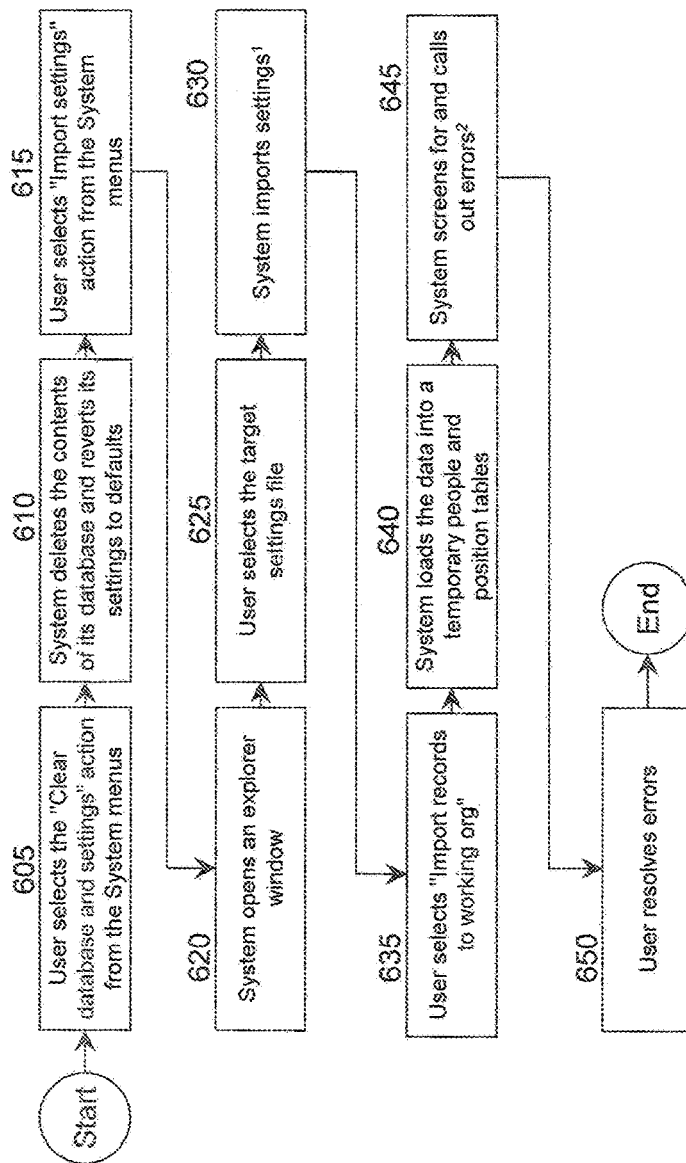 Start
605
User selects the "Clear
database and settings" action
from the System menus
610
System deletes the contents
of its database and reverts its
settings to defaults
615
User selects "Import settings"
action from the System
menus
620
System opens an explorer
window
625
User selects the target
settings file
630
System imports settings¹
635
User selects "Import records
to working org"
640
System loads the data into a
temporary people and
position tables
645
System screens for and calls
out errors²
650
User resolves errors
End